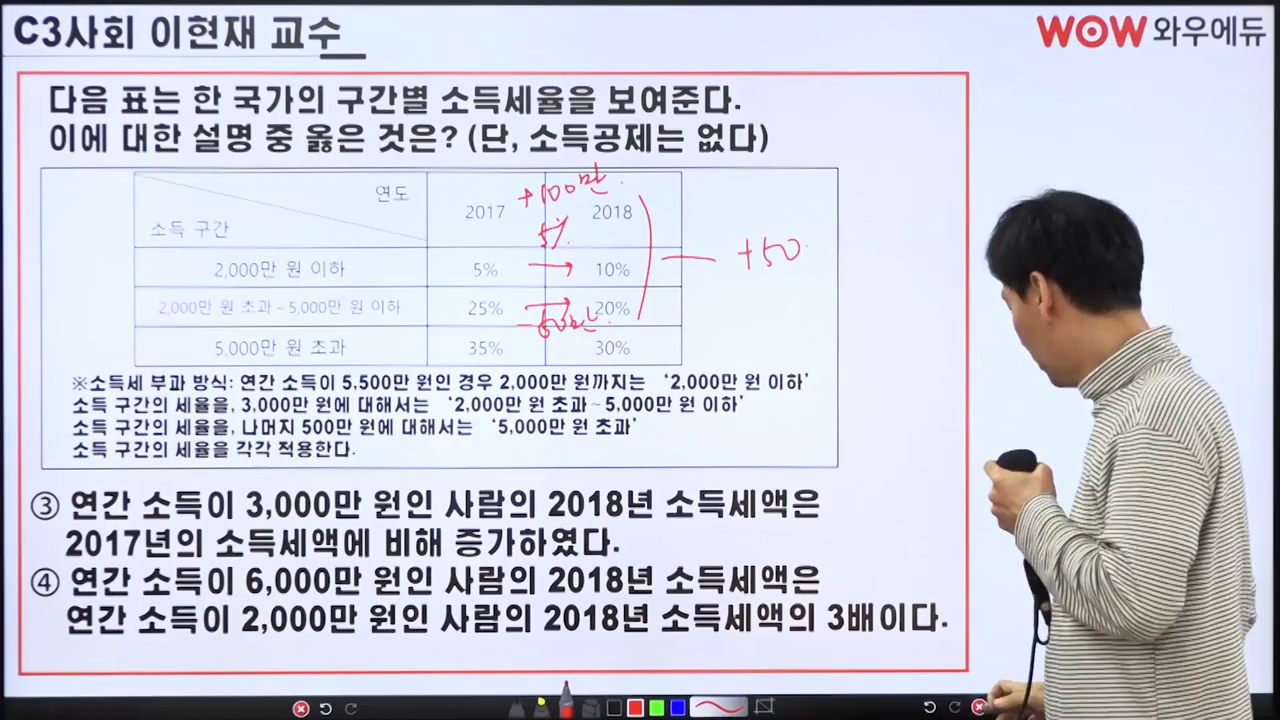 C3사회 이현재 교수
WOW 와우에듀
다음 표는 한 국가의 구간별 소득세율을 보여준다.
이에 대한 설명 중 옳은 것은? (단, 소득공제는 없다)
연도
소득 구간
2017
2018
+100만
5%
+50
2,000만 원 이하
5%
10%
2,000만 원 초과~5,000만 원 이하
25%
20%
-50만
5,000만 원 초과
35%
30%
※소득세 부과 방식: 연간 소득이 5,500만 원인 경우 2,000만 원까지는 ‘2,000만 원 이하’
소득 구간의 세율을, 3,000만 원에 대해서는 ‘2,000만 원 초과~5,000만 원 이하’
소득 구간의 세율을, 나머지 500만 원에 대해서는 ‘5,000만 원 초과’
소득 구간의 세율을 각각 적용한다.
③ 연간 소득이 3,000만 원인 사람의 2018년 소득세액은
2017년의 소득세액에 비해 증가하였다.
④ 연간 소득이 6,000만 원인 사람의 2018년 소득세액은
연간 소득이 2,000만 원인 사람의 2018년 소득세액의 3배이다.